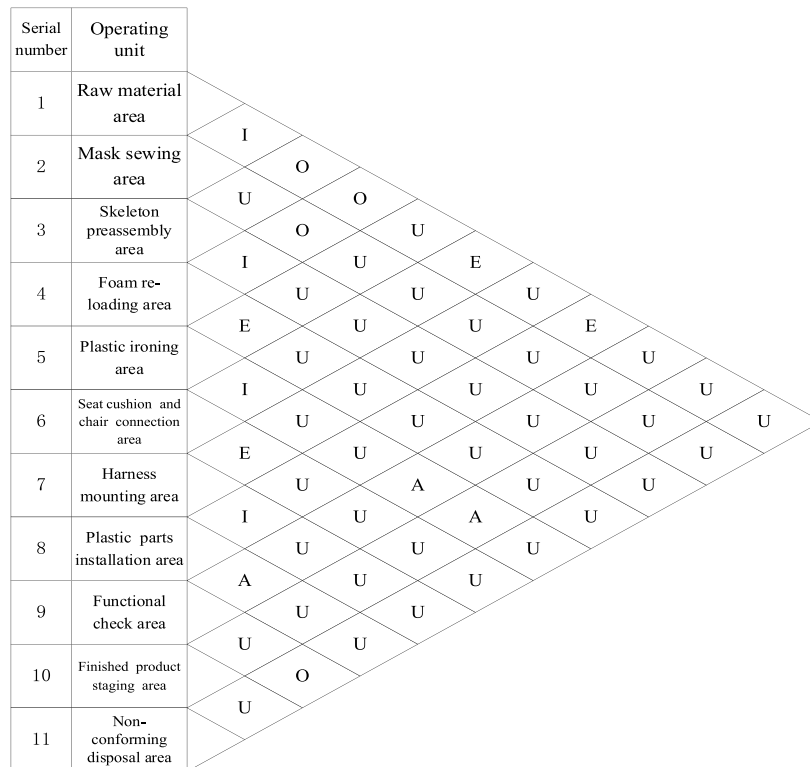 Serial number
Operating unit
1
Raw material
area
2
Mask sewing
area
3
Skeleton
preassembly
area
4
Foam re-
loading area
5
Plastic ironing
area
6
Seat cushion and
chair connection
area
7
Harness
mounting area
8
Plastic parts
installation area
9
Functional
check area
10
Finished product
staging area
11
Non-
conforming
disposal area
I
O
U O
O U
I U E
U U U
E U U E
U U U U
I U U U U
U U U U U
E U U U U
U A U U
I U A U
U U U
A U U
U U
U U
O
U